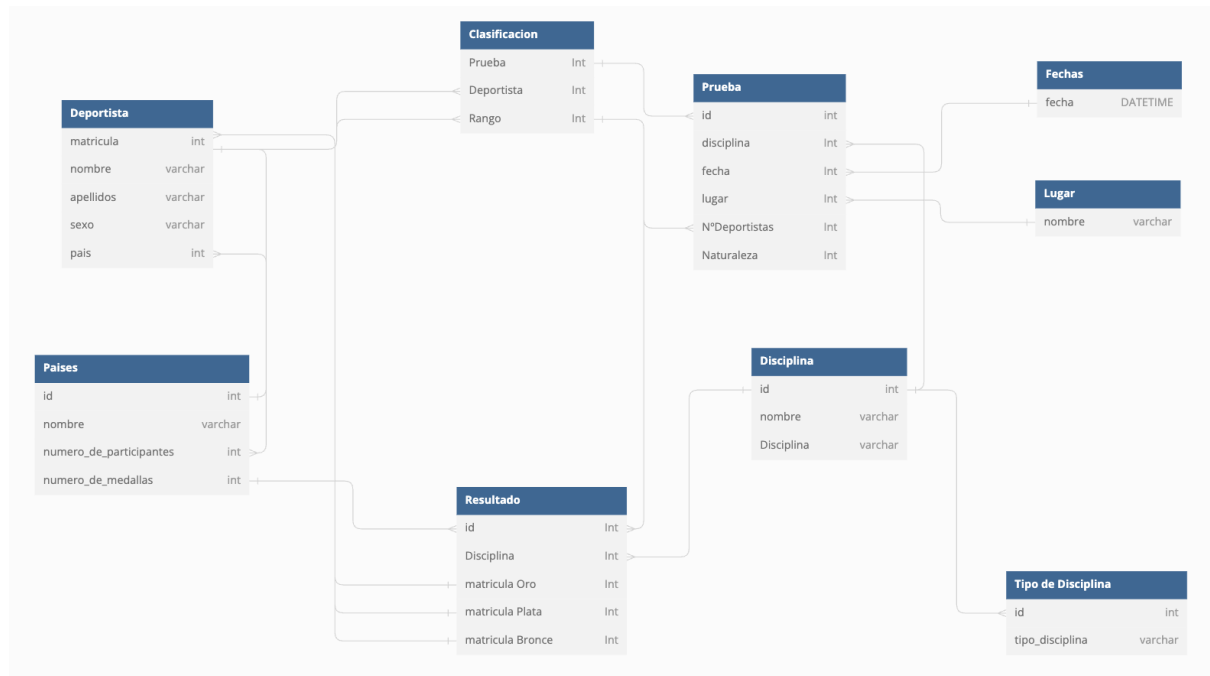 Clasificacion
Prueba Int
Deportista Int
Rango Int
Deportista
matricula int
nombre varchar
apellidos varchar
sexo varchar
pais int
Prueba
id int
disciplina Int
fecha Int
lugar Int
NºDeportistas Int
Naturaleza Int
Fechas
fecha DATETIME
Lugar
nombre varchar
Paises
id int
nombre varchar
numero_de_participantes int
numero_de_medallas int
Disciplina
id int
nombre varchar
Disciplina varchar
Resultado
id Int
Disciplina Int
matricula Oro Int
matricula Plata Int
matricula Bronce Int
Tipo de Disciplina
id int
tipo_disciplina varchar